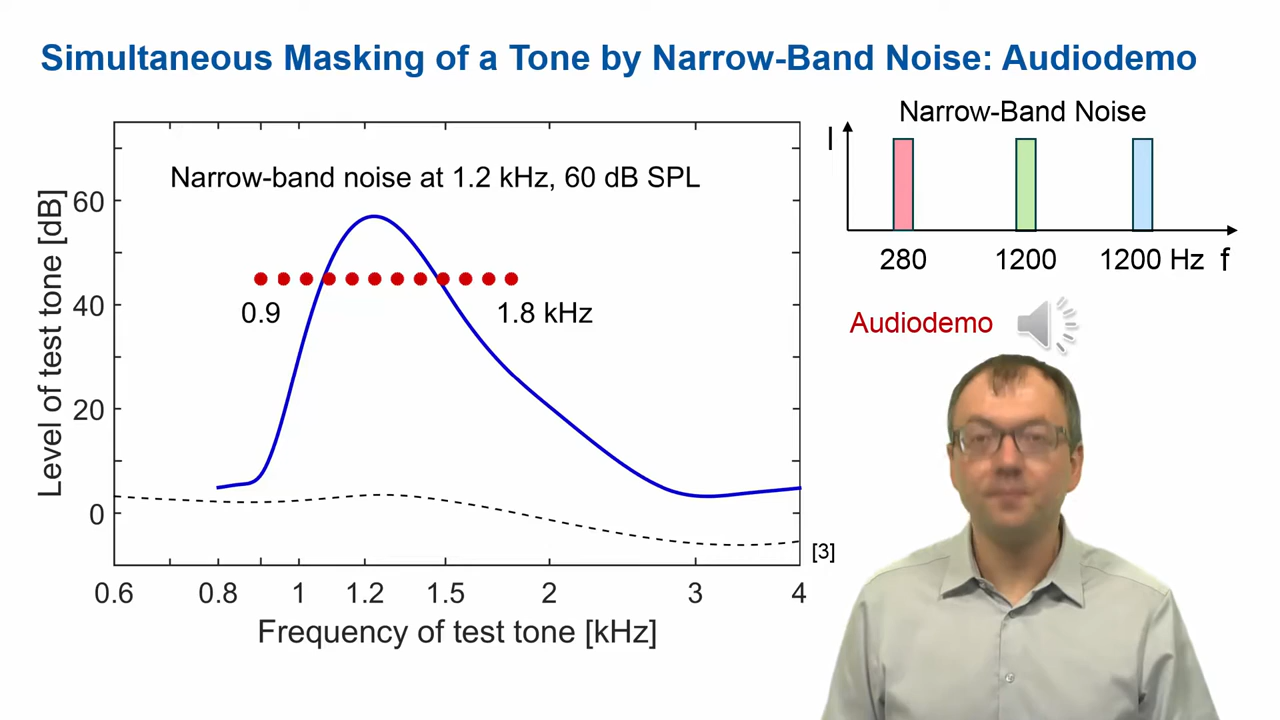 Simultaneous Masking of a Tone by Narrow-Band Noise: Audiodemo
Narrow-band noise at 1.2 kHz, 60 dB SPL
Level of test tone [dB]
60
40
20
0
0.9
1.8 kHz
0.6 0.8 1 1.2 1.5 2 3 4
Frequency of test tone [kHz]
[3]
Narrow-Band Noise
I
280 1200 1200 Hz f
Audiodemo